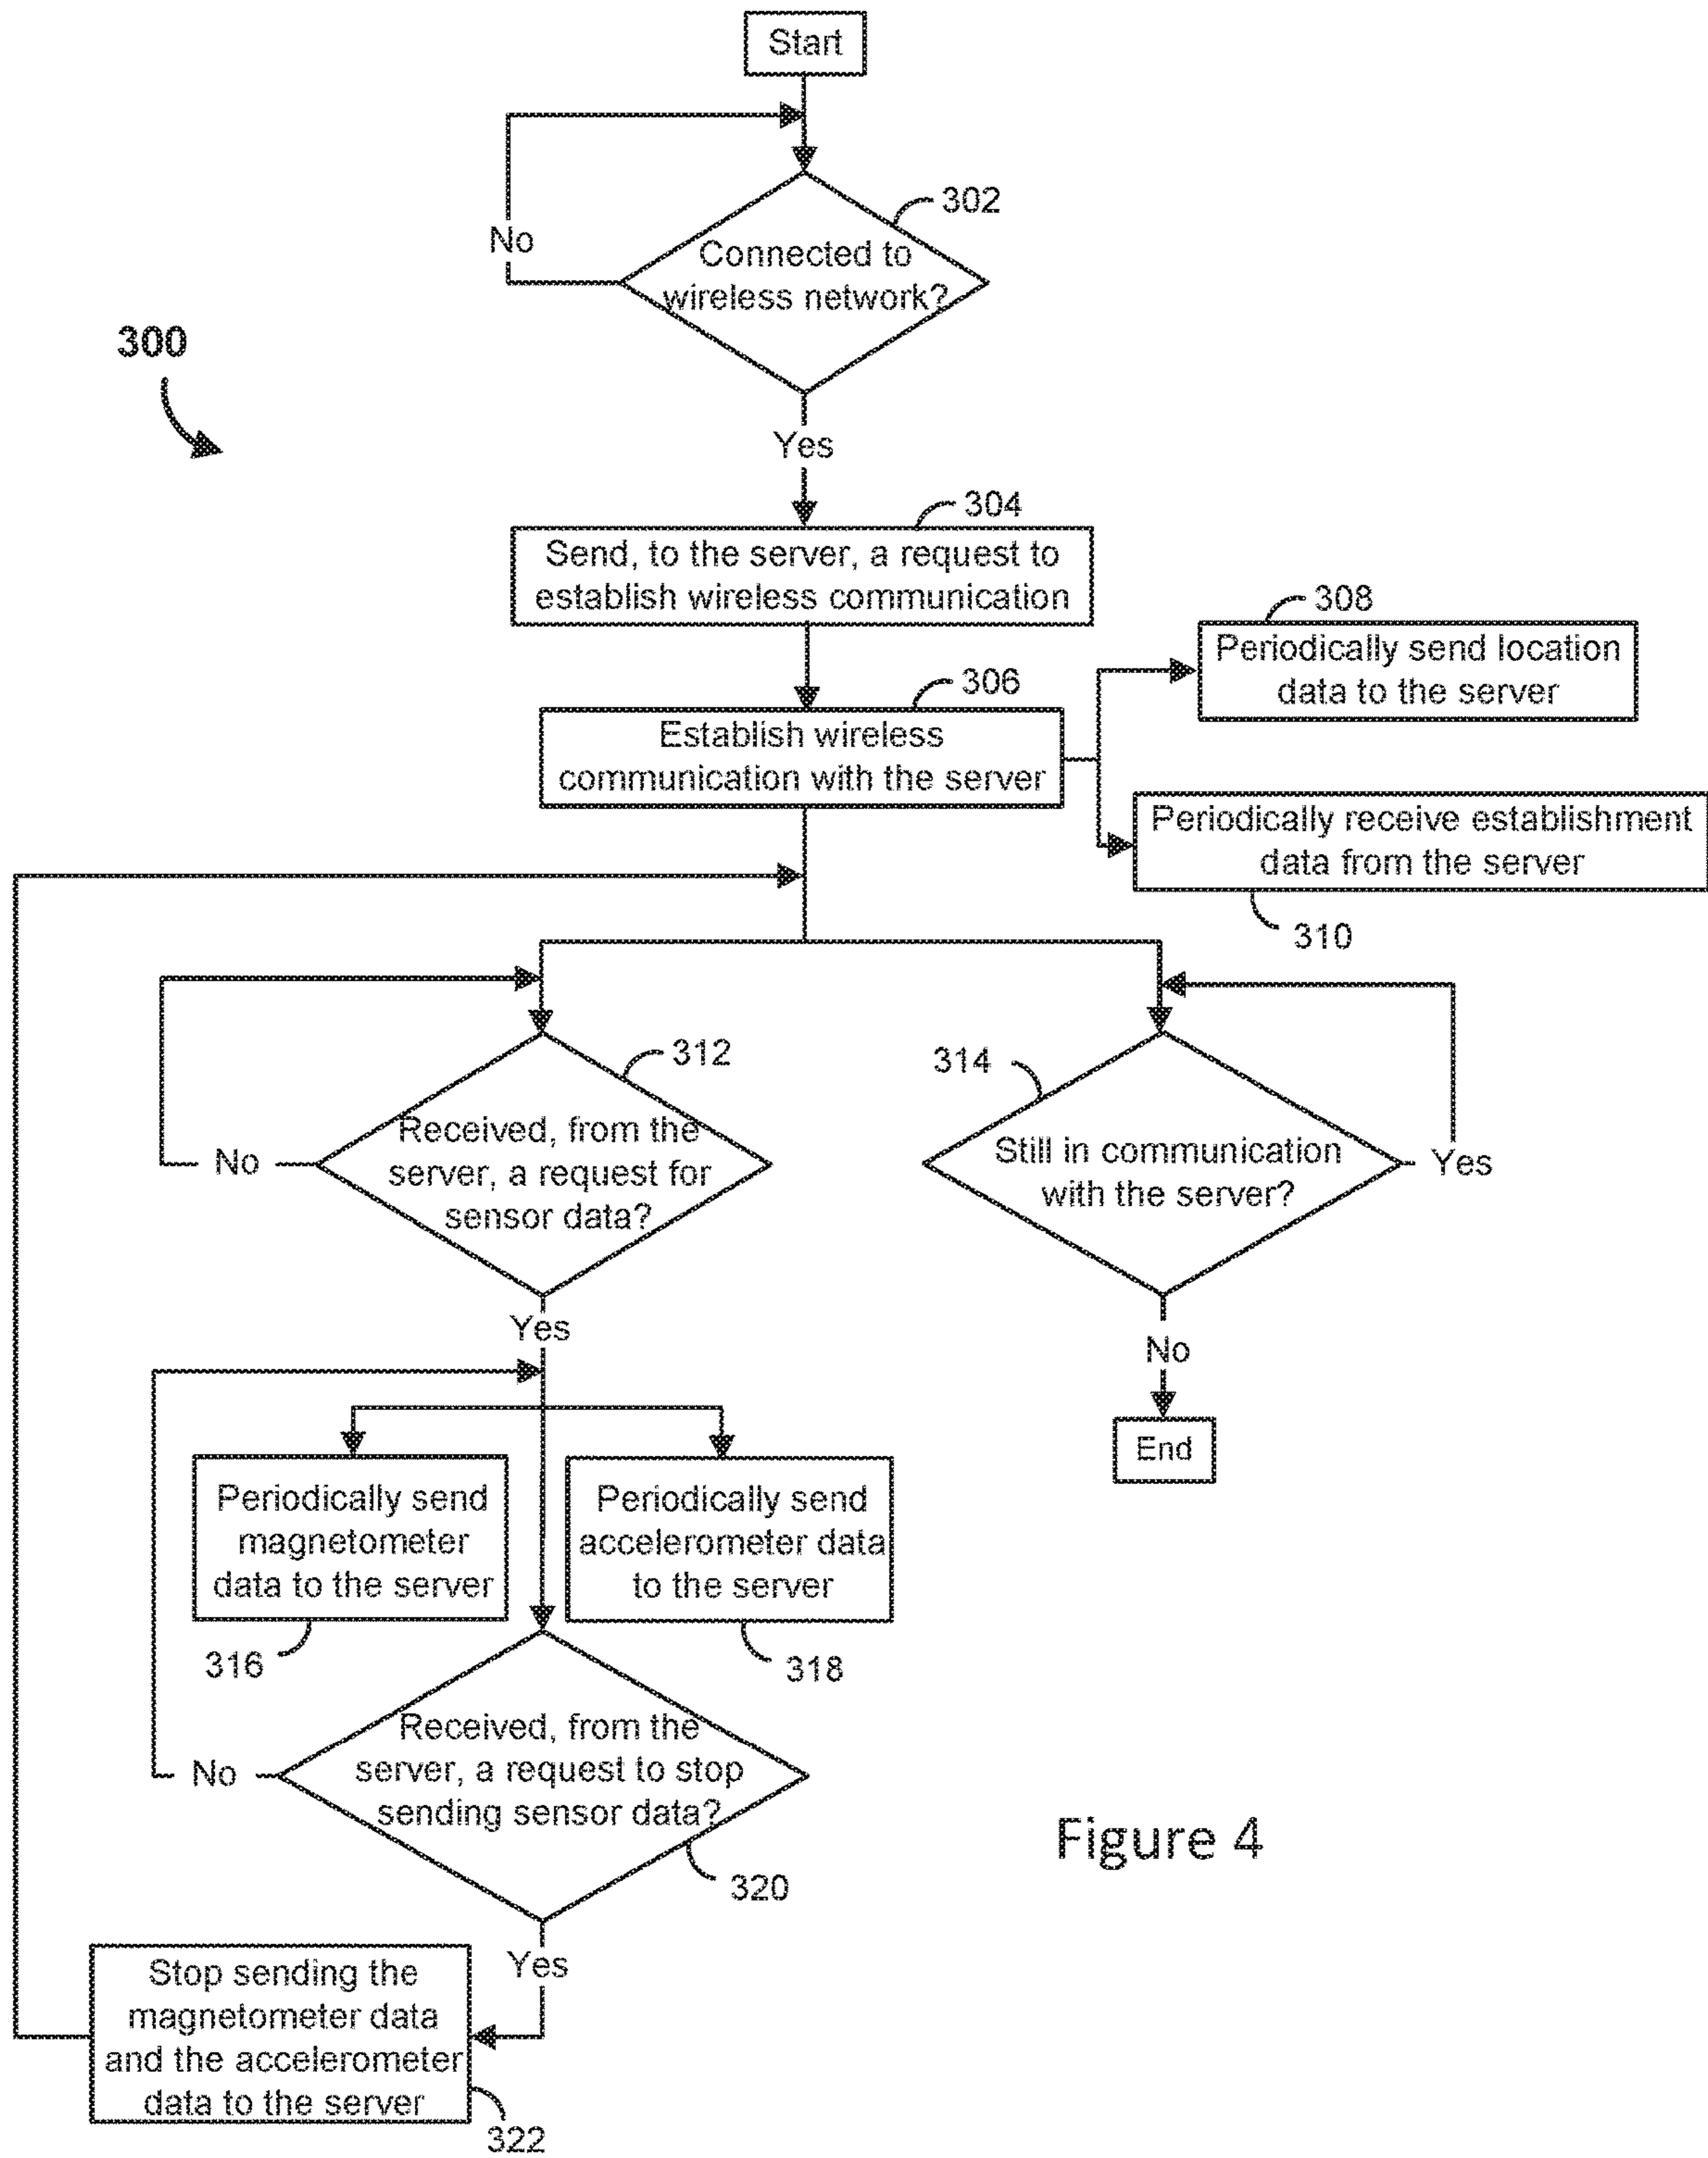 Start
302
No
Connected to
wireless network?
300
Yes
304
Send, to the server, a request to
establish wireless communication
308
Periodically send location
data to the server
306
Establish wireless
communication with the server
Periodically receive establishment
data from the server
310
312
314
Received, from the
server, a request for
sensor data?
No
Still in communication
with the server?
Yes
Yes
No
End
Periodically send
magnetometer
data to the server
Periodically send
accelerometer data
to the server
316
318
Received, from the
server, a request to stop
sending sensor data?
No
320
Figure 4
Yes
Stop sending the
magnetometer data
and the accelerometer
data to the server
322